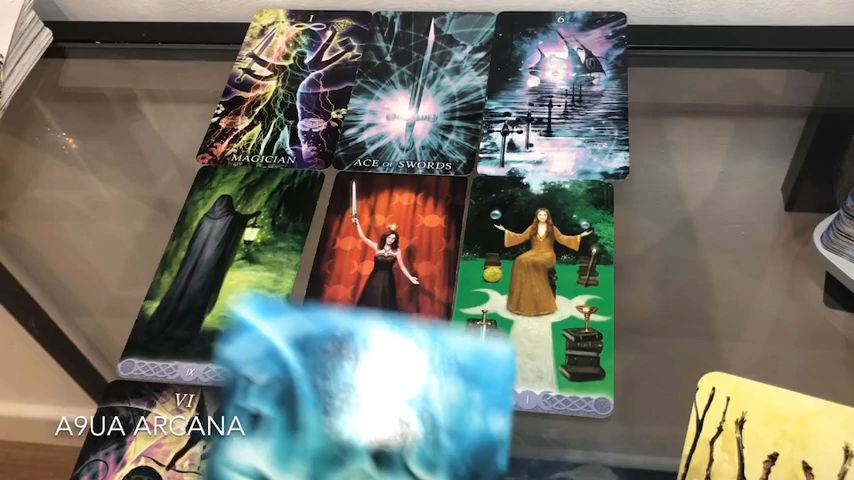 I
MAGICIAN
ACE OF SWORDS
6
IX
I
VI
A9UA ARCANA